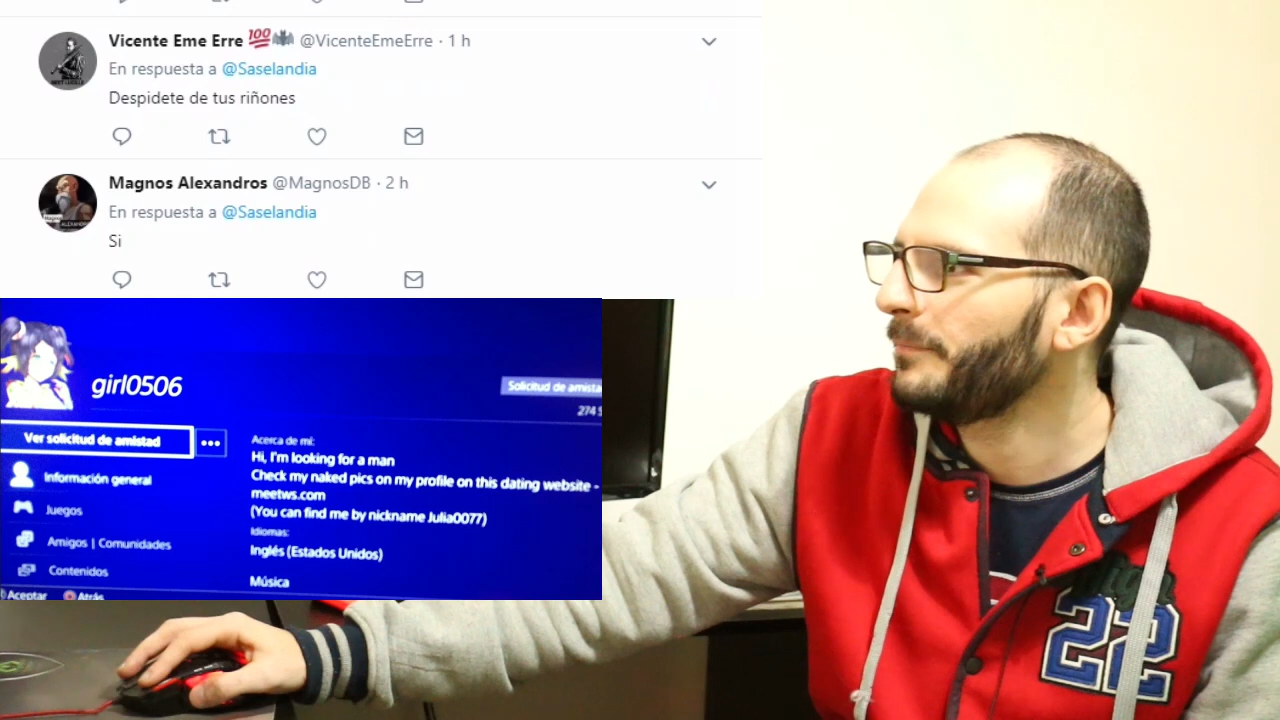 Vicente Eme Erre 💯🦇 @VicenteEmeErre · 1 h
En respuesta a @Saselandia
Despidete de tus riñones
Magnos Alexandros @MagnosDB · 2 h
En respuesta a @Saselandia
Si
girl0506
Solicitud de amista
274 S
Ver solicitud de amistad
Información general
Juegos
Amigos | Comunidades
Contenidos
Aceptar Atrás
Acerca de mí:
Hi, I'm looking for a man
Check my naked pics on my profile on this dating website -
meetws.com
(You can find me by nickname Julia0077)
Idiomas:
Inglés (Estados Unidos)
Música
22